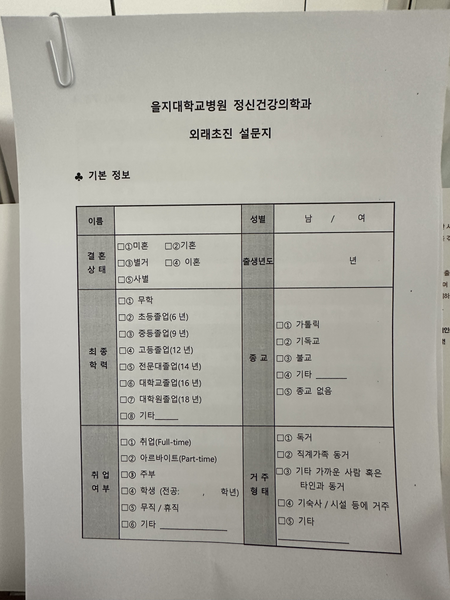 을지대학교병원 정신건강의학과
외래초진 설문지
♣ 기본 정보
이름
성별
남 / 여
결혼
상태
□①미혼 □②기혼
□③별거 □④ 이혼
□⑤사별
출생년도
년
최종
학력
□① 무학
□② 초등졸업(6 년)
□③ 중등졸업(9 년)
□④ 고등졸업(12 년)
□⑤ 전문대졸업(14 년)
□⑥ 대학교졸업(16 년)
□⑦ 대학원졸업(18 년)
□⑧ 기타______
종교
□① 가톨릭
□② 기독교
□③ 불교
□④ 기타 ________
□⑤ 종교 없음
취업
여부
□① 취업(Full-time)
□② 아르바이트(Part-time)
□③ 주부
□④ 학생 (전공: , 학년)
□⑤ 무직 / 휴직
□⑥ 기타 ________________
거주
형태
□① 독거
□② 직계가족 동거
□③ 기타 가까운 사람 혹은
타인과 동거
□④ 기숙사 / 시설 등에 거주
□⑤ 기타
________________